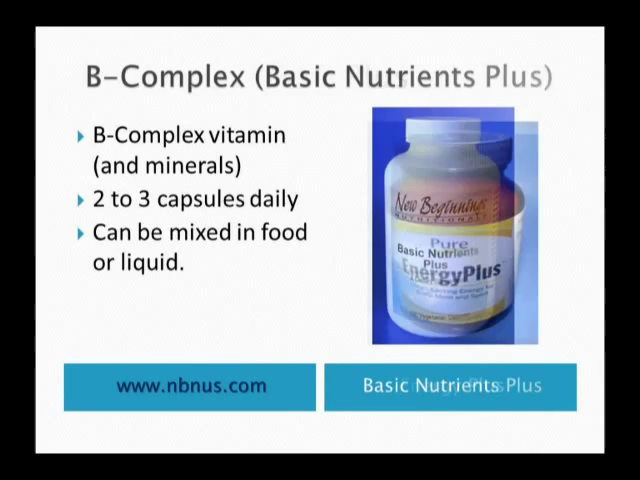 B-Complex (Basic Nutrients Plus)
B-Complex vitamin
(and minerals)
2 to 3 capsules daily
Can be mixed in food
or liquid.
New Beginnings
NUTRITIONALS
Pure
Basic Nutrients
Plus
EnergyPlus
www.nbnus.com
Basic Nutrients Plus